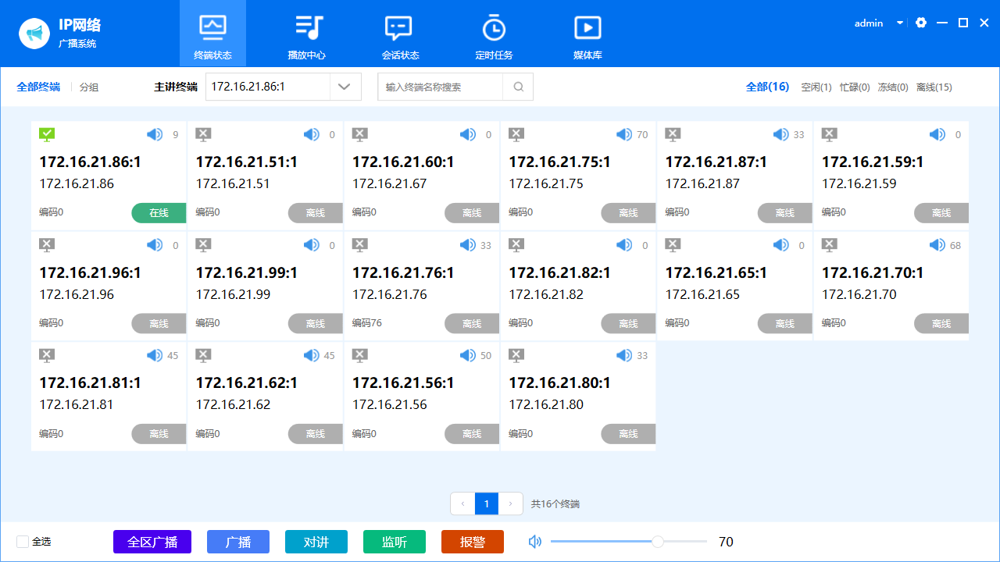 IP网络
广播系统
终端状态
播放中心
会话状态
定时任务
媒体库
admin
全部终端
分组
主讲终端
172.16.21.86:1
输入终端名称搜索
全部(16)
空闲(1)
忙碌(0)
冻结(0)
离线(15)
9
172.16.21.86:1
172.16.21.86
编码0
在线
0
172.16.21.51:1
172.16.21.51
编码0
离线
0
172.16.21.60:1
172.16.21.67
编码0
离线
70
172.16.21.75:1
172.16.21.75
编码0
离线
33
172.16.21.87:1
172.16.21.87
编码0
离线
0
172.16.21.59:1
172.16.21.59
编码0
离线
0
172.16.21.96:1
172.16.21.96
编码0
离线
0
172.16.21.99:1
172.16.21.99
编码0
离线
33
172.16.21.76:1
172.16.21.76
编码76
离线
0
172.16.21.82:1
172.16.21.82
编码0
离线
0
172.16.21.65:1
172.16.21.65
编码0
离线
68
172.16.21.70:1
172.16.21.70
编码0
离线
45
172.16.21.81:1
172.16.21.81
编码0
离线
45
172.16.21.62:1
172.16.21.62
编码0
离线
50
172.16.21.56:1
172.16.21.56
编码0
离线
33
172.16.21.80:1
172.16.21.80
编码0
离线
1
共16个终端
全选
全区广播
广播
对讲
监听
报警
70